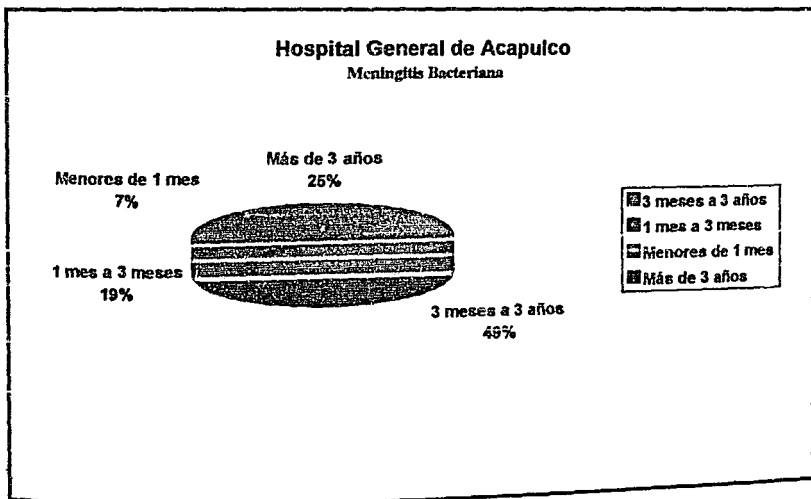 Hospital General de Acapulco
Meningitis Bacteriana
Más de 3 años
25%
Menores de 1 mes
7%
1 mes a 3 meses
19%
3 meses a 3 años
49%
3 meses a 3 años
1 mes a 3 meses
Menores de 1 mes
Más de 3 años